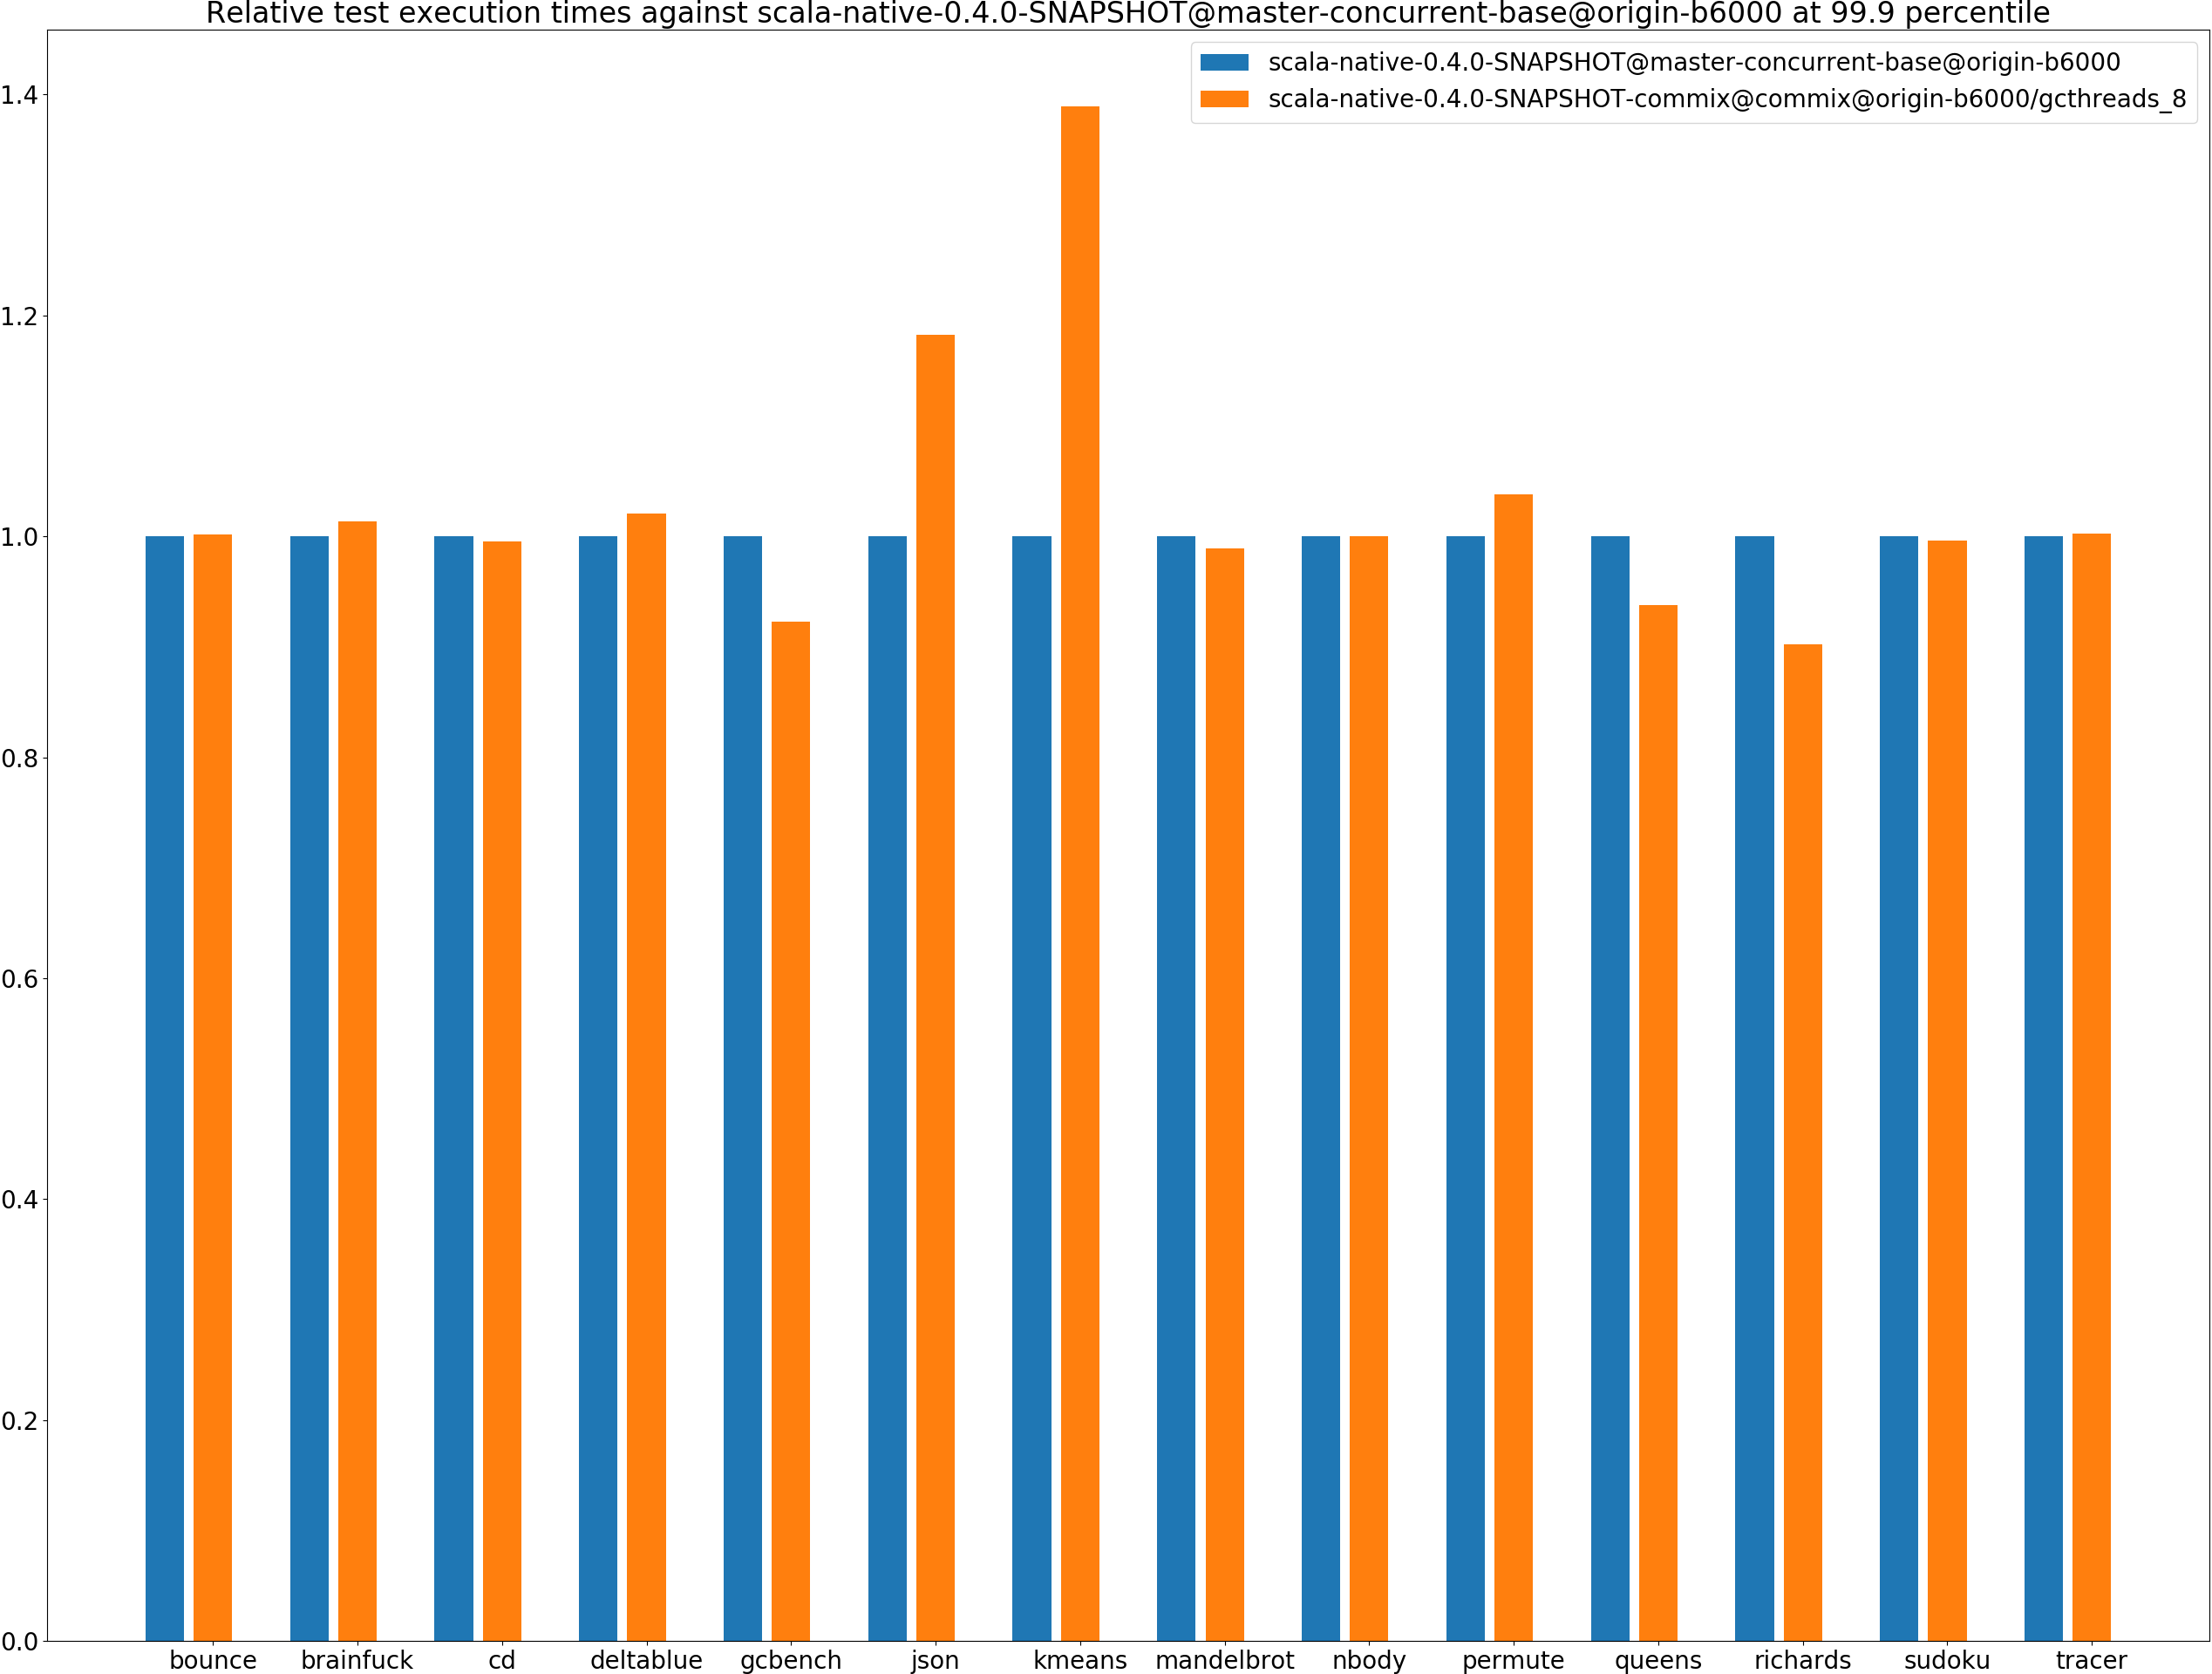 Relative test execution times against scala-native-0.4.0-SNAPSHOT@master-concurrent-base@origin-b6000 at 99.9 percentile
scala-native-0.4.0-SNAPSHOT@master-concurrent-base@origin-b6000
scala-native-0.4.0-SNAPSHOT-commix@commix@origin-b6000/gcthreads_8
1.4
1.2
1.0
0.8
0.6
0.4
0.2
0.0
bounce brainfuck cd deltablue gcbench json kmeans mandelbrot nbody permute queens richards sudoku tracer